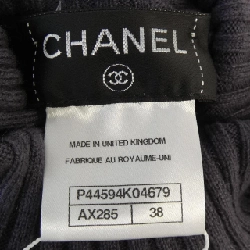 CHANEL
MADE IN UNITED KINGDOM
FABRIQUE AU ROYAUME-UNI
P44594K04679
AX285 38